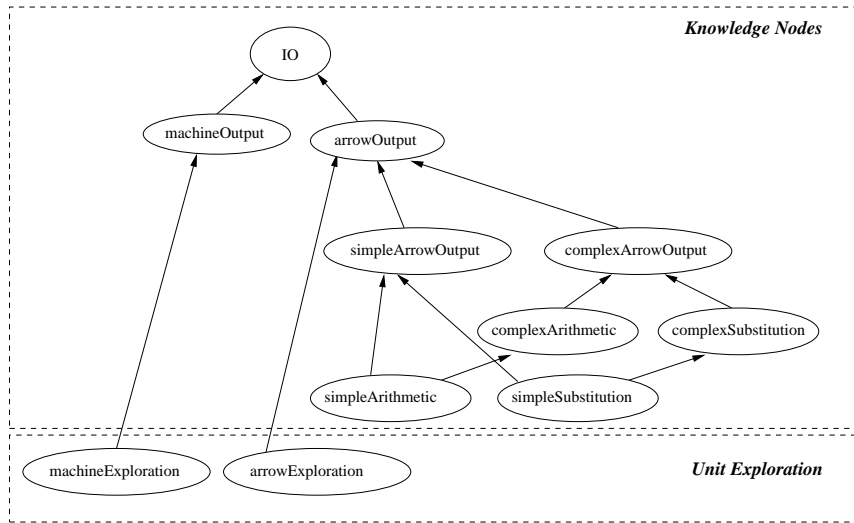 Knowledge Nodes
IO
machineOutput
arrowOutput
simpleArrowOutput
complexArrowOutput
complexArithmetic
complexSubstitution
simpleArithmetic
simpleSubstitution
machineExploration
arrowExploration
Unit Exploration